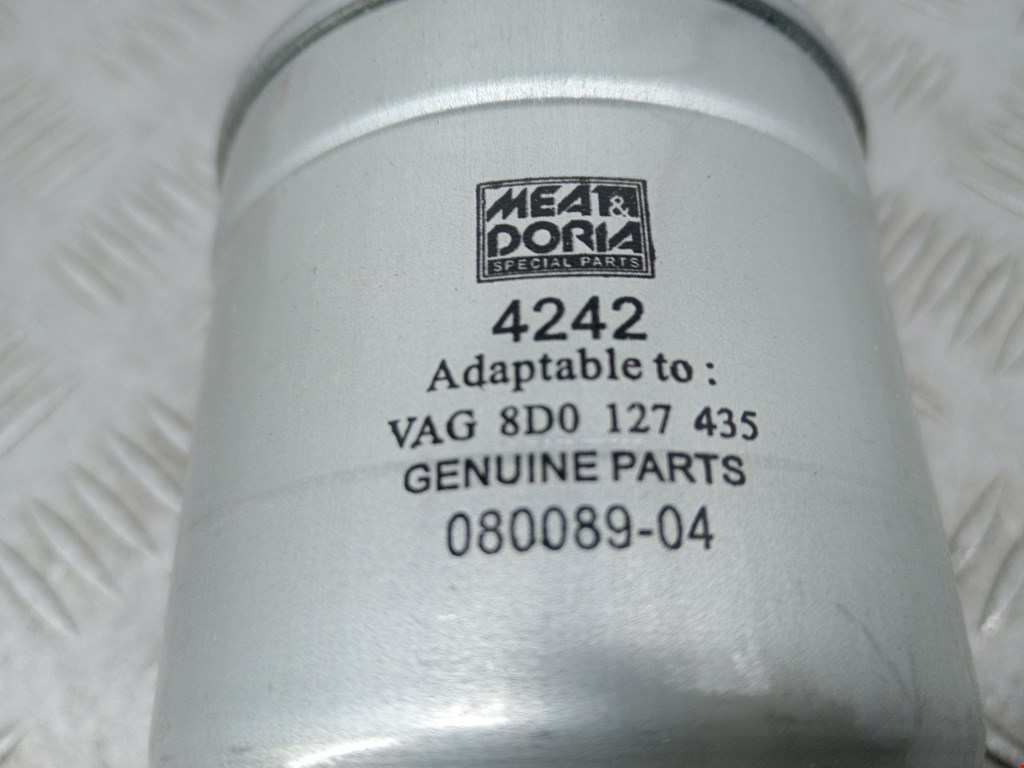 MEAT&
DORIA
SPECIAL PARTS
4242
Adaptable to :
VAG 8D0 127 435
GENUINE PARTS
080089-04